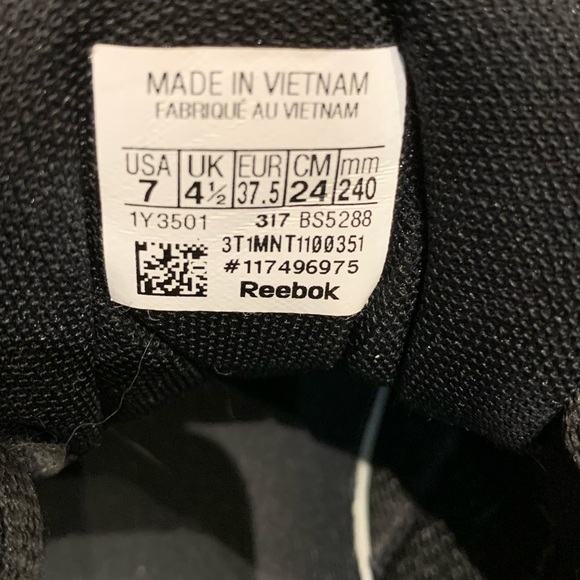 MADE IN VIETNAM
FABRIQUÉ AU VIETNAM
USA UK EUR CM mm
7 4½ 37.5 24 240
1Y3501 317 BS5288
3T1MNT1100351
#117496975
Reebok